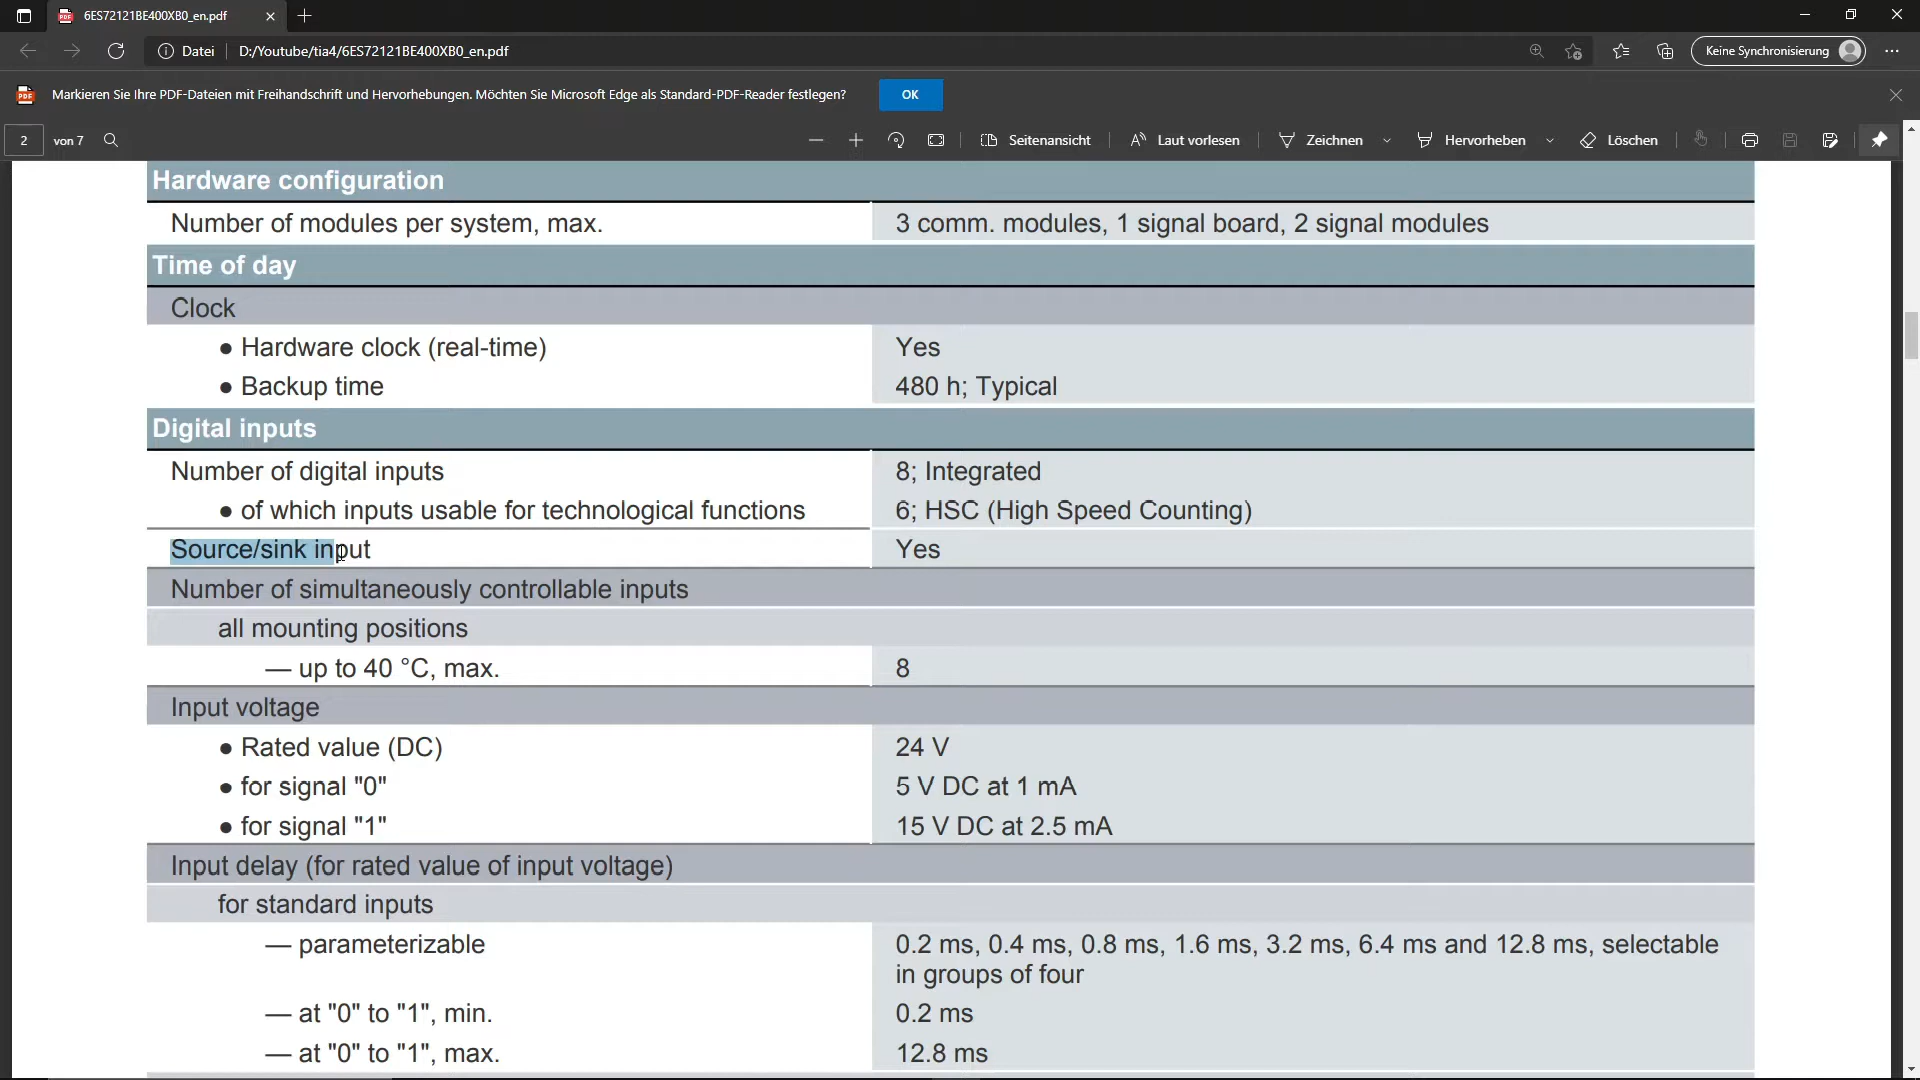 6ES72121BE400XB0_en.pdf
Datei
D:/Youtube/tia4/6ES72121BE400XB0_en.pdf
Keine Synchronisierung
Markieren Sie Ihre PDF-Dateien mit Freihandschrift und Hervorhebungen. Möchten Sie Microsoft Edge als Standard-PDF-Reader festlegen?
OK
2 von 7
Seitenansicht
Laut vorlesen
Zeichnen
Hervorheben
Löschen
Hardware configuration
Number of modules per system, max. 3 comm. modules, 1 signal board, 2 signal modules
Time of day
Clock
● Hardware clock (real-time) Yes
● Backup time 480 h; Typical
Digital inputs
Number of digital inputs 8; Integrated
● of which inputs usable for technological functions 6; HSC (High Speed Counting)
Source/sink input Yes
Number of simultaneously controllable inputs
all mounting positions
— up to 40 °C, max. 8
Input voltage
● Rated value (DC) 24 V
● for signal "0" 5 V DC at 1 mA
● for signal "1" 15 V DC at 2.5 mA
Input delay (for rated value of input voltage)
for standard inputs
— parameterizable 0.2 ms, 0.4 ms, 0.8 ms, 1.6 ms, 3.2 ms, 6.4 ms and 12.8 ms, selectable
in groups of four
— at "0" to "1", min. 0.2 ms
— at "0" to "1", max. 12.8 ms